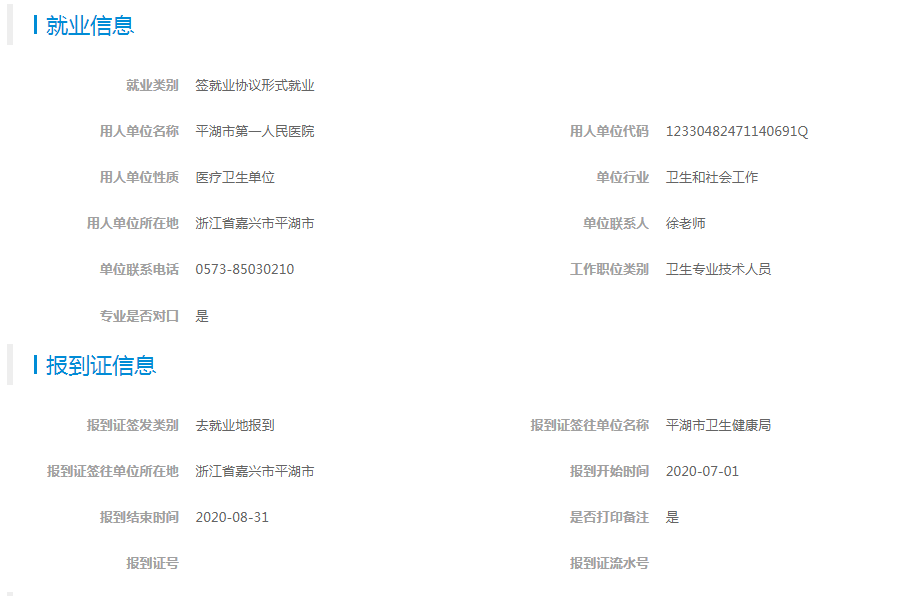 就业信息
就业类别 签就业协议形式就业
用人单位名称 平湖市第一人民医院 用人单位代码 12330482471140691Q
用人单位性质 医疗卫生单位 单位行业 卫生和社会工作
用人单位所在地 浙江省嘉兴市平湖市 单位联系人 徐老师
单位联系电话 0573-85030210 工作职位类别 卫生专业技术人员
专业是否对口 是
报到证信息
报到证签发类别 去就业地报到 报到证签往单位名称 平湖市卫生健康局
报到证签往单位所在地 浙江省嘉兴市平湖市 报到开始时间 2020-07-01
报到结束时间 2020-08-31 是否打印备注 是
报到证号 报到证流水号